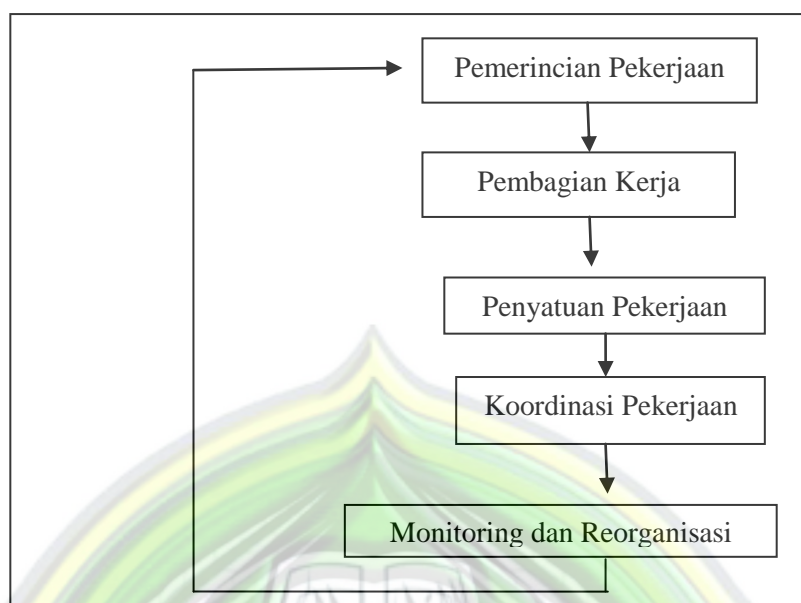 Pemerincian Pekerjaan
Pembagian Kerja
Penyatuan Pekerjaan
Koordinasi Pekerjaan
Monitoring dan Reorganisasi